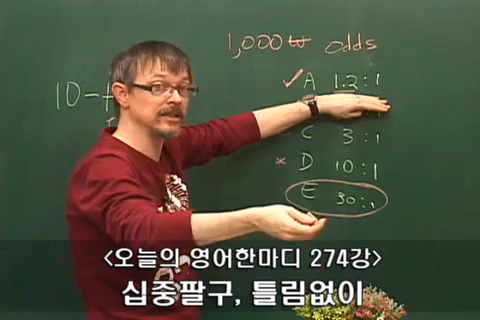 1,000₩ odds
A 1.2:1
10-
C 3:1
D 10:1
E 30:1
<오늘의 영어한마디 274강>
십중팔구, 틀림없이